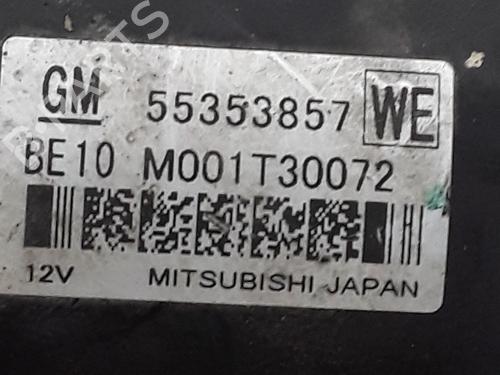 GM 55353857 WE
BE10 M001T30072
12V MITSUBISHI JAPAN